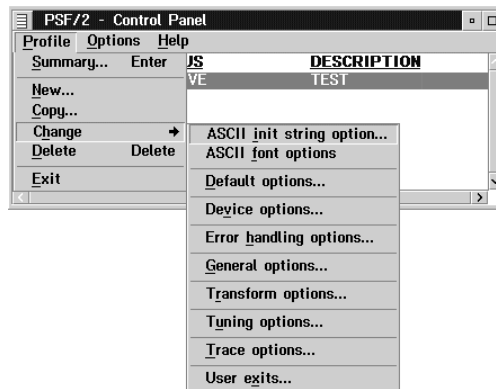 PSF/2 - Control Panel
Profile Options Help
Summary... Enter US DESCRIPTION
VE TEST
New...
Copy...
Change
ASCII init string option...
Delete Delete
ASCII font options
Exit
Default options...
Device options...
Error handling options...
General options...
Transform options...
Tuning options...
Trace options...
User exits...